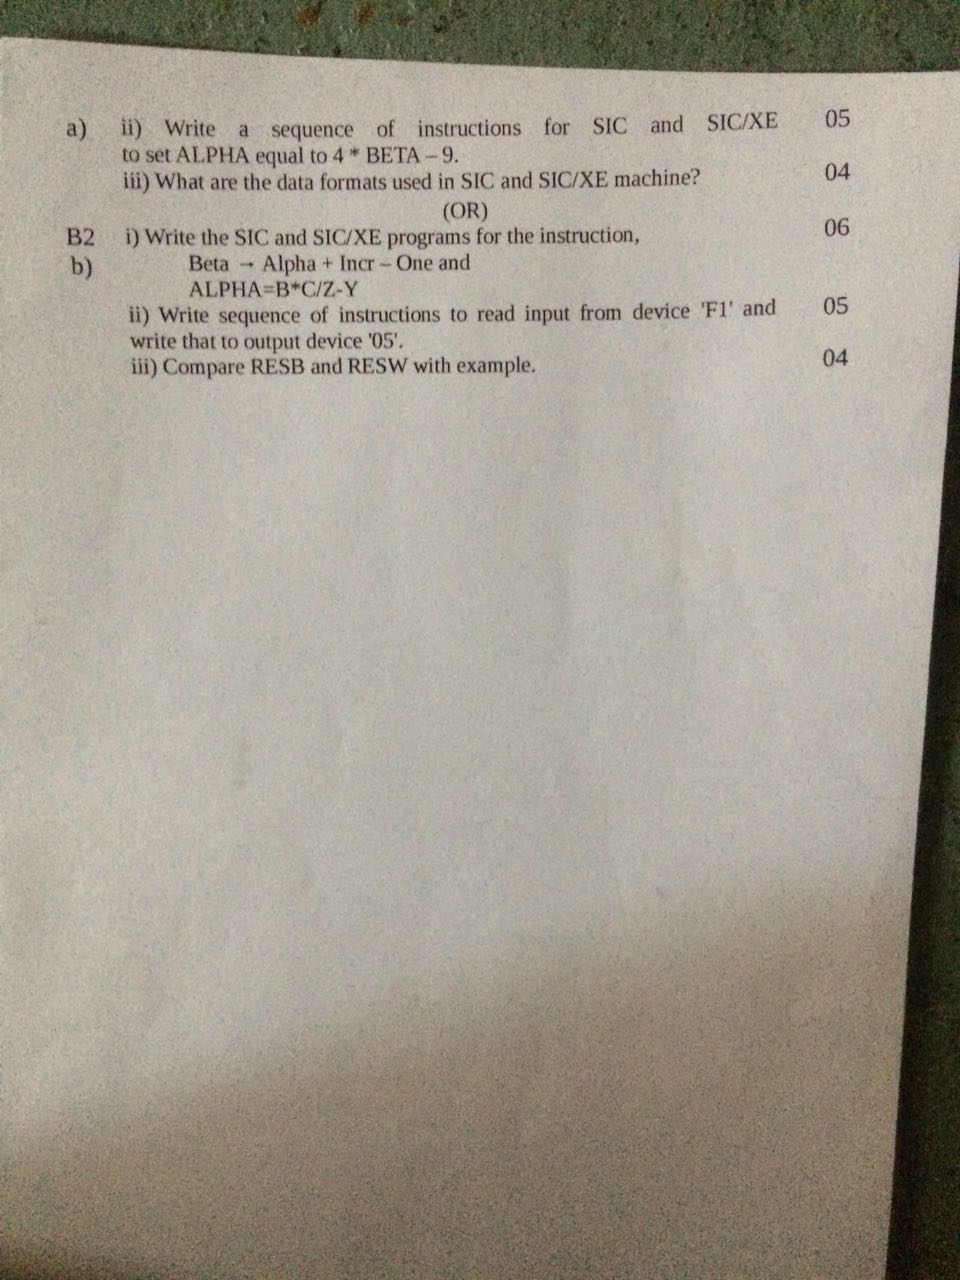 a) ii) Write a sequence of instructions for SIC and SIC/XE 05
to set ALPHA equal to 4 * BETA – 9.
iii) What are the data formats used in SIC and SIC/XE machine? 04
(OR)
B2 i) Write the SIC and SIC/XE programs for the instruction, 06
b) Beta → Alpha + Incr – One and
ALPHA=B*C/Z-Y
ii) Write sequence of instructions to read input from device 'F1' and 05
write that to output device '05'.
iii) Compare RESB and RESW with example. 04